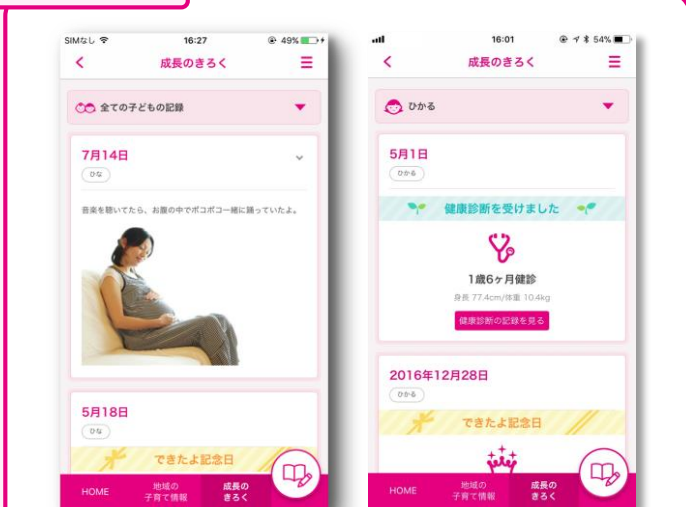 SIMなし 16:27 49%
成長のきろく
全ての子どもの記録
7月14日
ひな
音楽を聴いてたら、お腹の中でポコポコ一緒に踊っていたよ。
5月18日
ひな
できたよ記念日
HOME
地域の
子育て情報
成長の
きろく
16:01 54%
成長のきろく
ひかる
5月1日
ひかる
健康診断を受けました
1歳6ヶ月健診
身長 77.4cm/体重 10.4kg
健康診断の記録を見る
2016年12月28日
ひかる
できたよ記念日
HOME
地域の
子育て情報
成長の
きろく